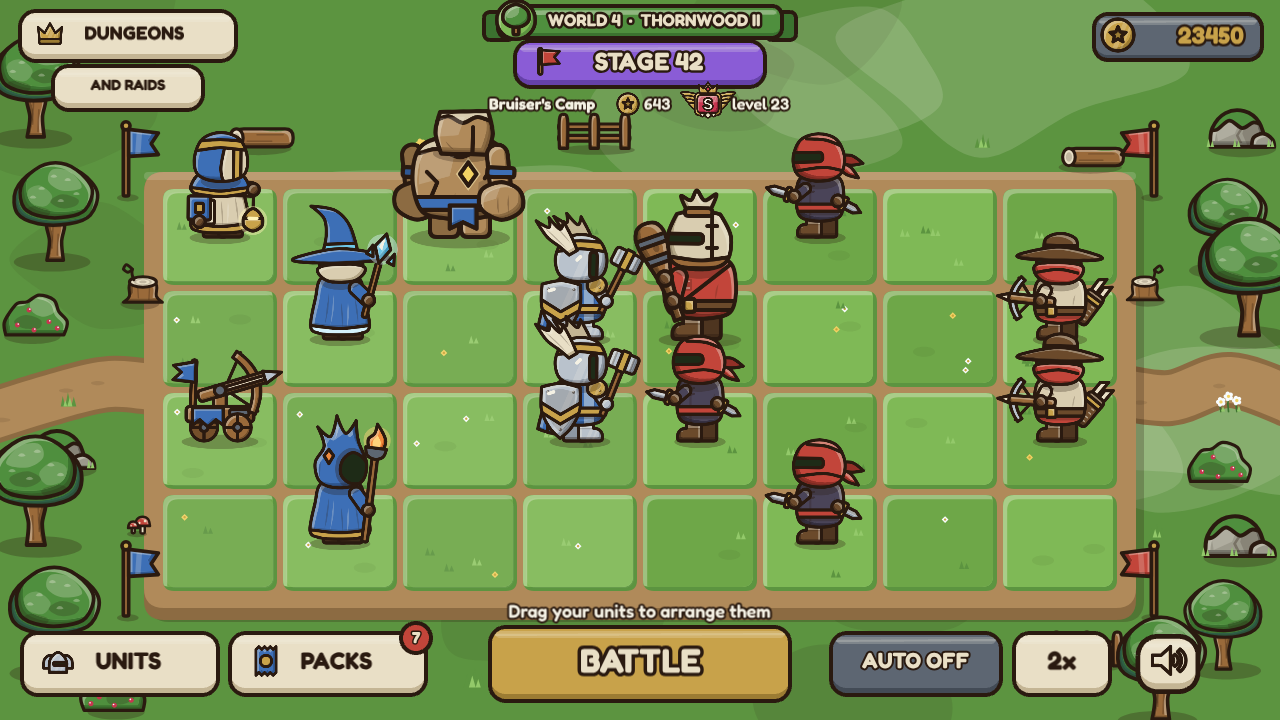 DUNGEONS
AND RAIDS
WORLD 4 • THORNWOOD II
STAGE 42
Bruiser's Camp 643 S level 23
23450
Drag your units to arrange them
UNITS
PACKS
7
BATTLE
AUTO OFF
2x